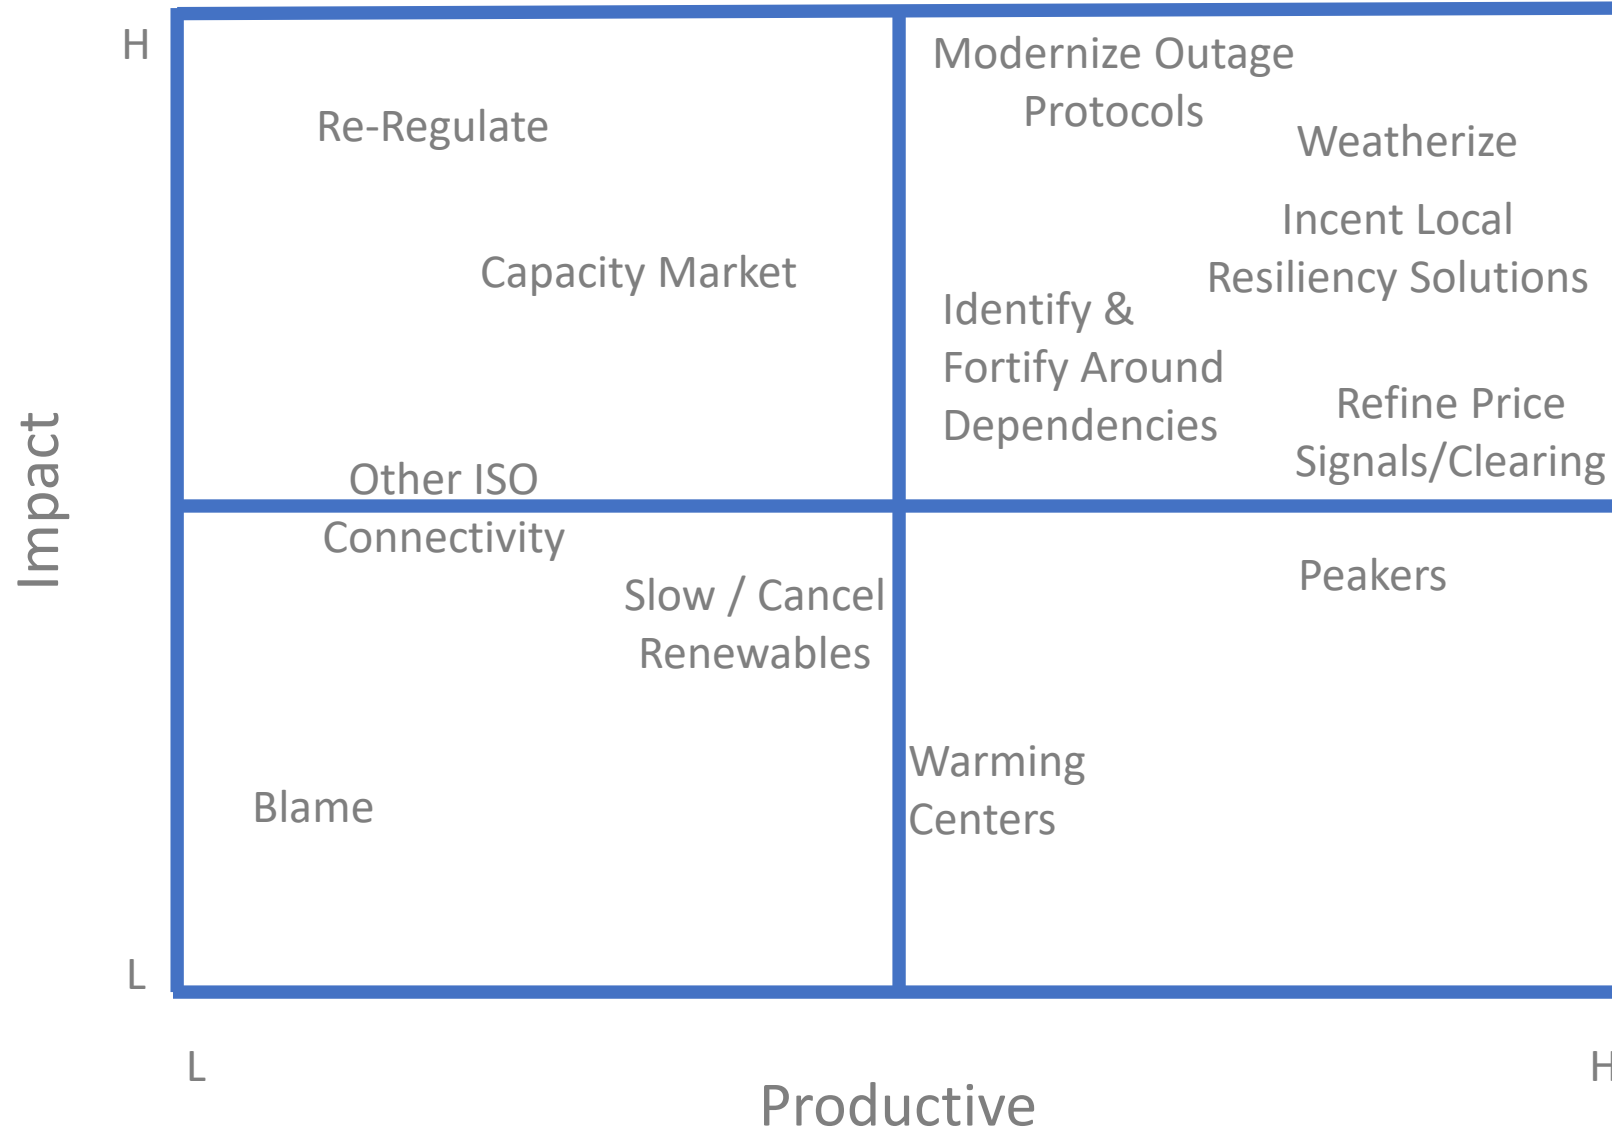 H
Re-Regulate
Capacity Market
Other ISO
Connectivity
Modernize Outage
Protocols
Weatherize
Incent Local
Resiliency Solutions
Identify &
Fortify Around
Dependencies
Refine Price
Signals/Clearing
Impact
Slow / Cancel
Renewables
Blame
Peakers
Warming
Centers
L
L
H
Productive